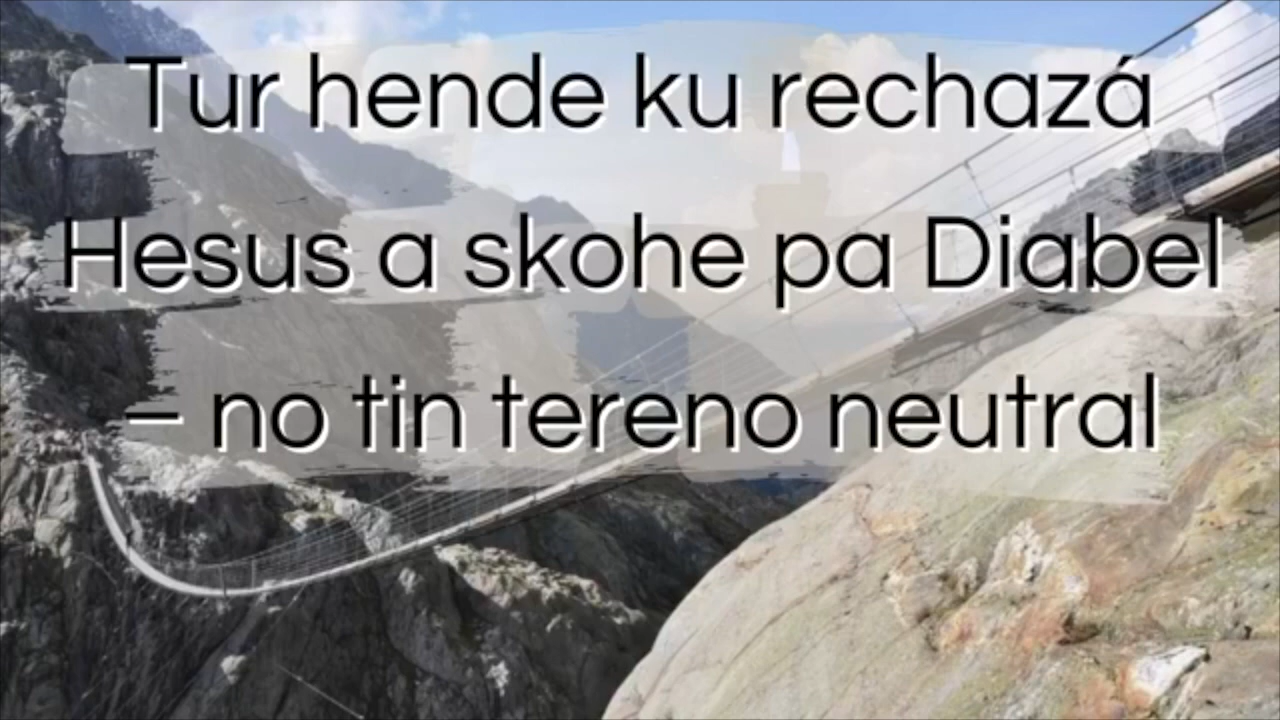 Tur hende ku rechazá
Hesus a skohe pa Diabel
– no tin tereno neutral